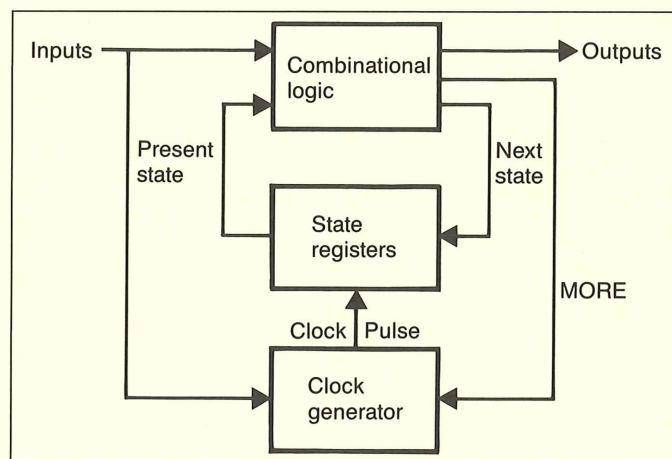 Inputs
Combinational
logic
Outputs
Present
state
Next
state
State
registers
MORE
Clock Pulse
Clock
generator